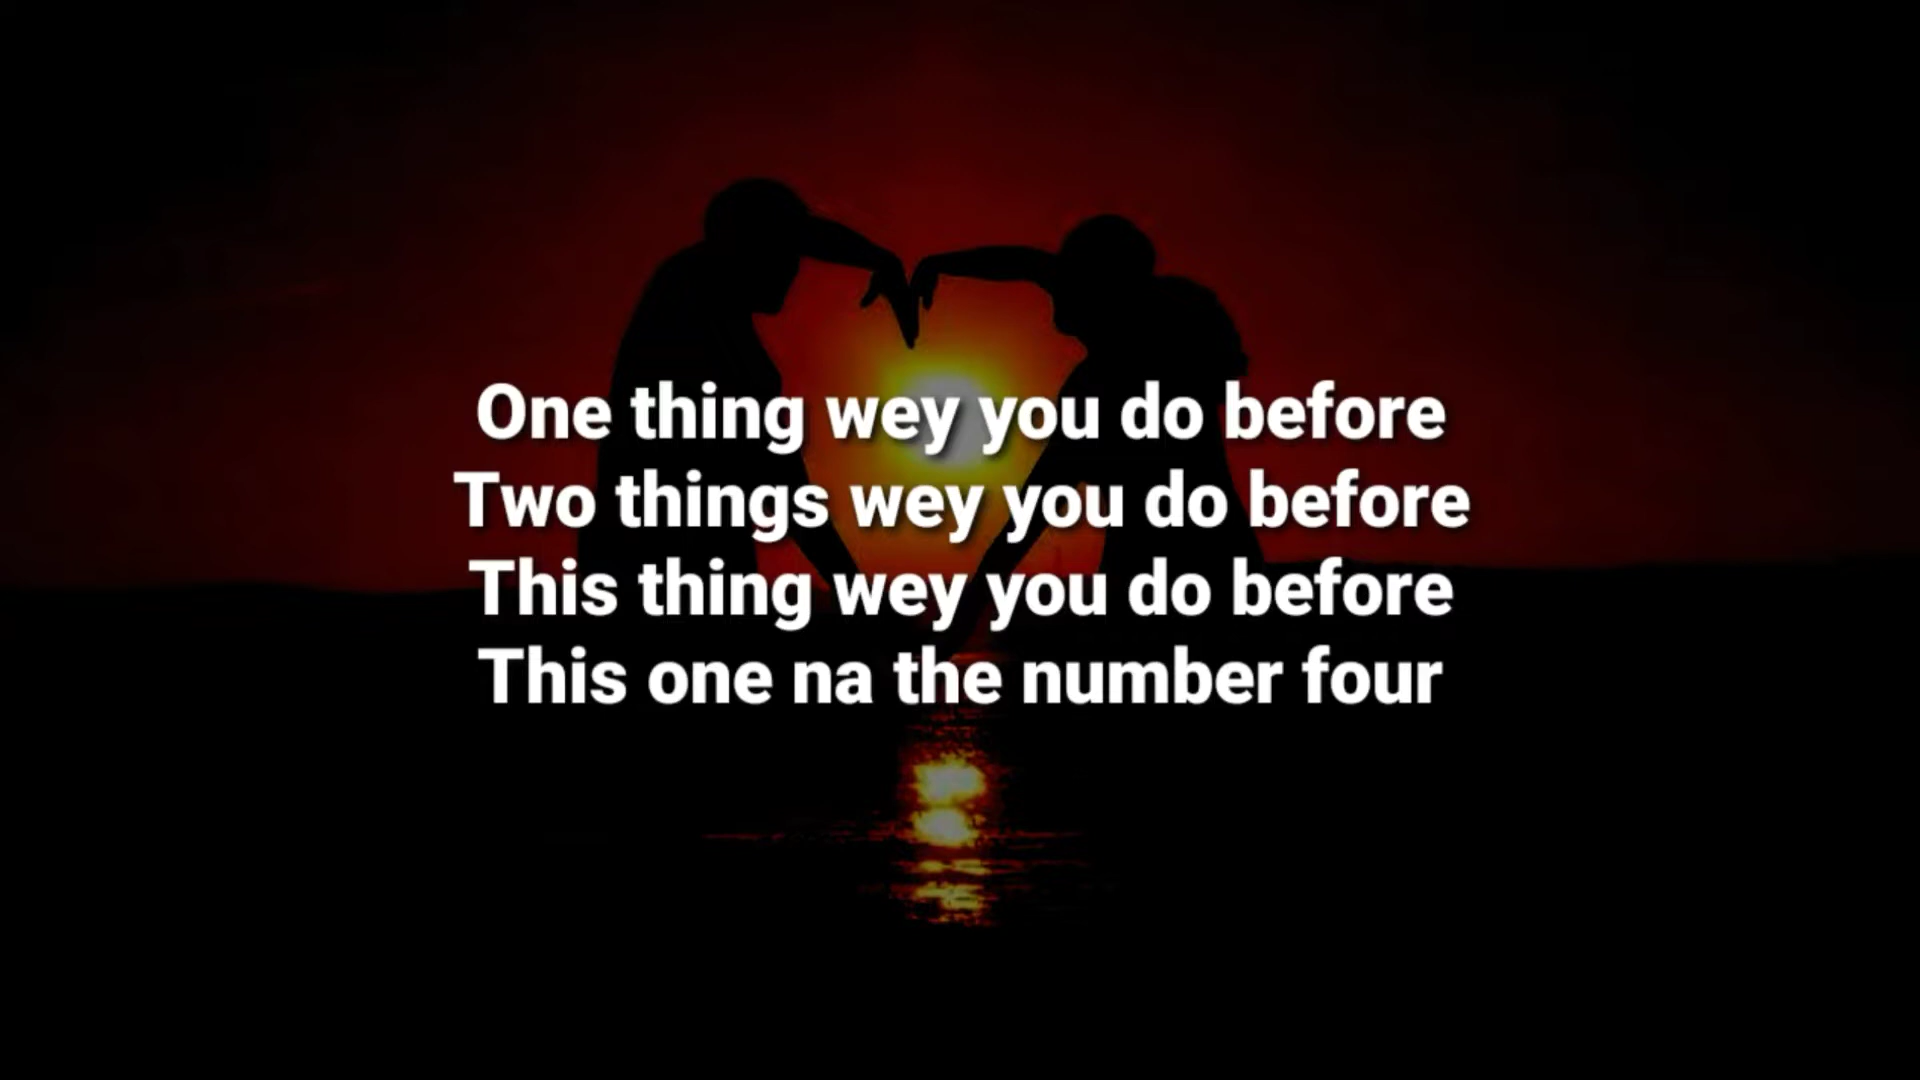 One thing wey you do before
Two things wey you do before
This thing wey you do before
This one na the number four